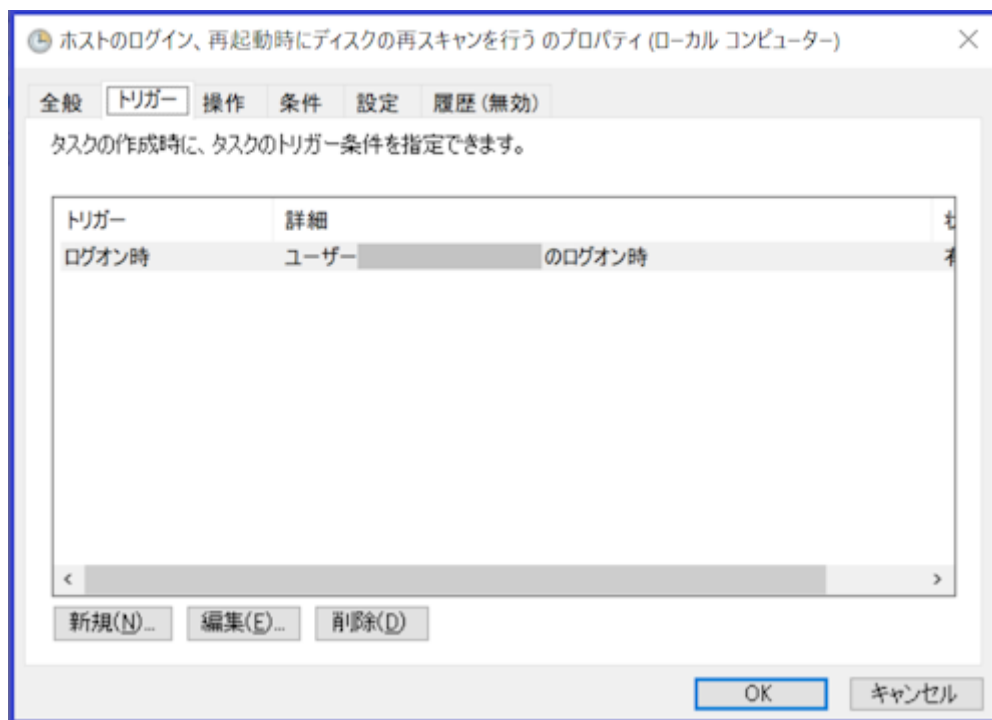 ホストのログイン、再起動時にディスクの再スキャンを行う のプロパティ (ローカル コンピューター)
全般 トリガー 操作 条件 設定 履歴 (無効)
タスクの作成時に、タスクのトリガー条件を指定できます。
トリガー 詳細
ログオン時 ユーザー のログオン時
新規(N)... 編集(E)... 削除(D)
OK キャンセル